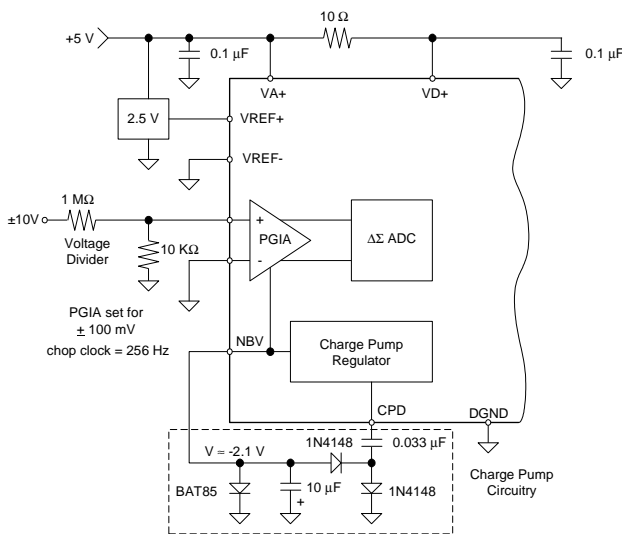 10 Ω
+5 V
0.1 µF
0.1 µF
VA+
VD+
2.5 V
VREF+
VREF-
1 MΩ
±10V
+
PGIA
-
ΔΣ ADC
Voltage
Divider
10 KΩ
PGIA set for
± 100 mV
chop clock = 256 Hz
NBV
Charge Pump
Regulator
CPD
DGND
V ≈ -2.1 V
1N4148
0.033 µF
BAT85
10 µF
+
1N4148
Charge Pump
Circuitry